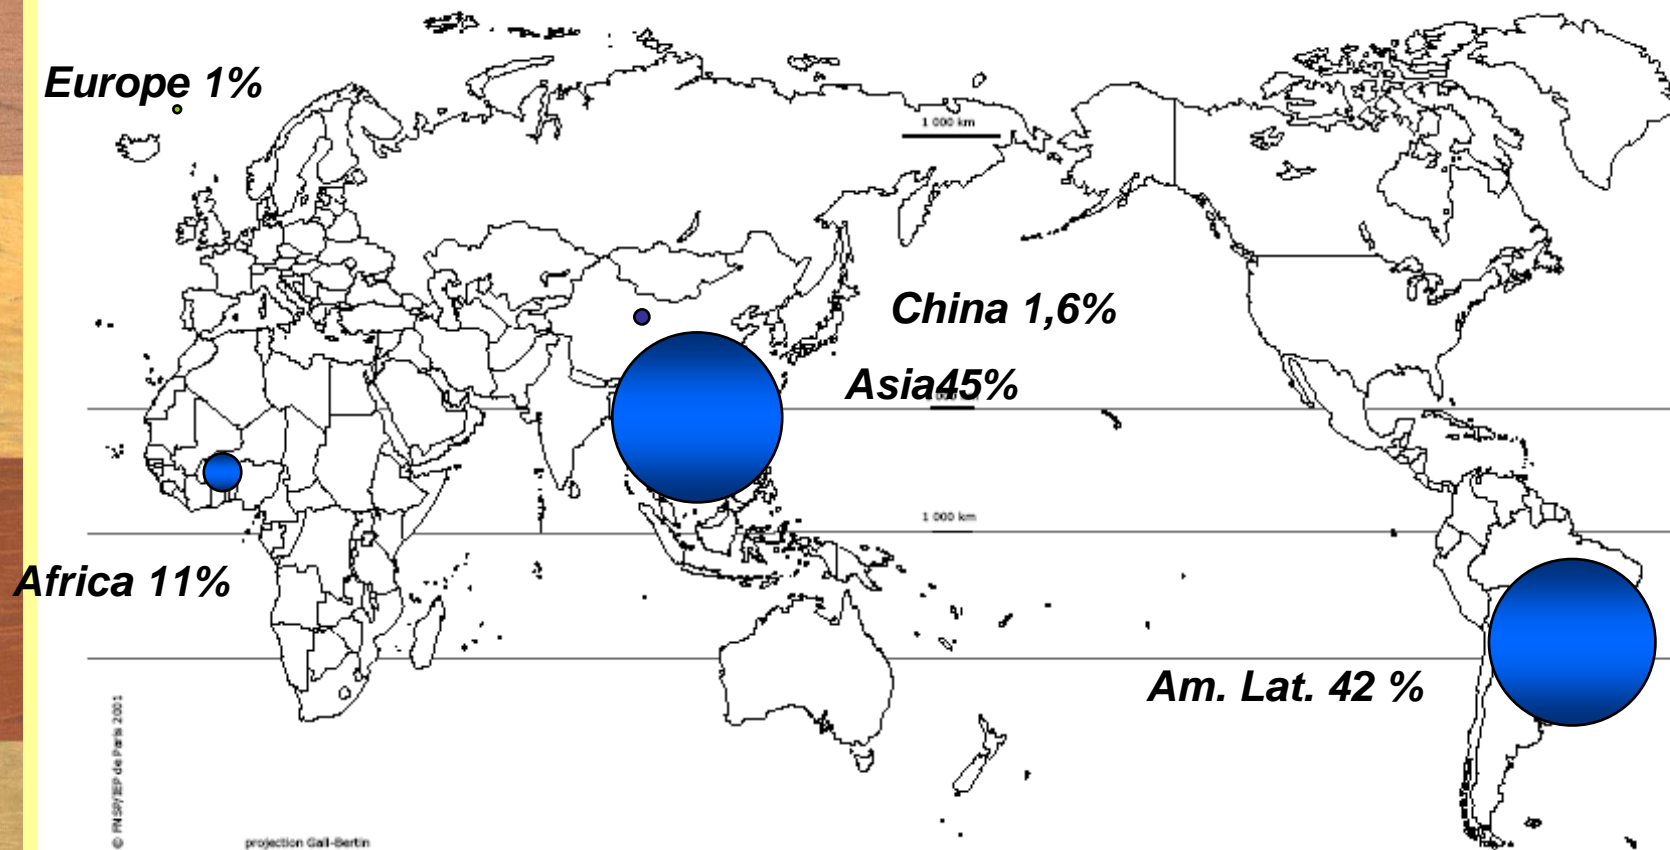 Europe 1%
1 000 km
China 1,6%
Asia45%
1 000 km
Africa 11%
Am. Lat. 42 %
© FNSP/IEP de Paris 2001
projection Gall-Bertin